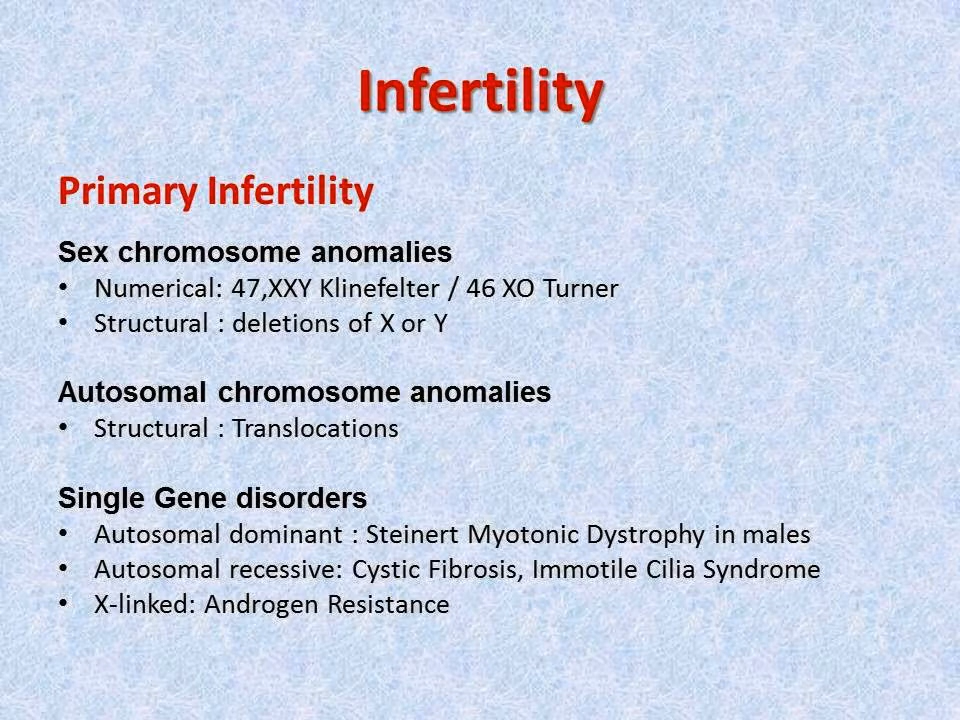 Infertility
Primary Infertility
Sex chromosome anomalies
• Numerical: 47,XXY Klinefelter / 46 XO Turner
• Structural : deletions of X or Y
Autosomal chromosome anomalies
• Structural : Translocations
Single Gene disorders
• Autosomal dominant : Steinert Myotonic Dystrophy in males
• Autosomal recessive: Cystic Fibrosis, Immotile Cilia Syndrome
• X-linked: Androgen Resistance